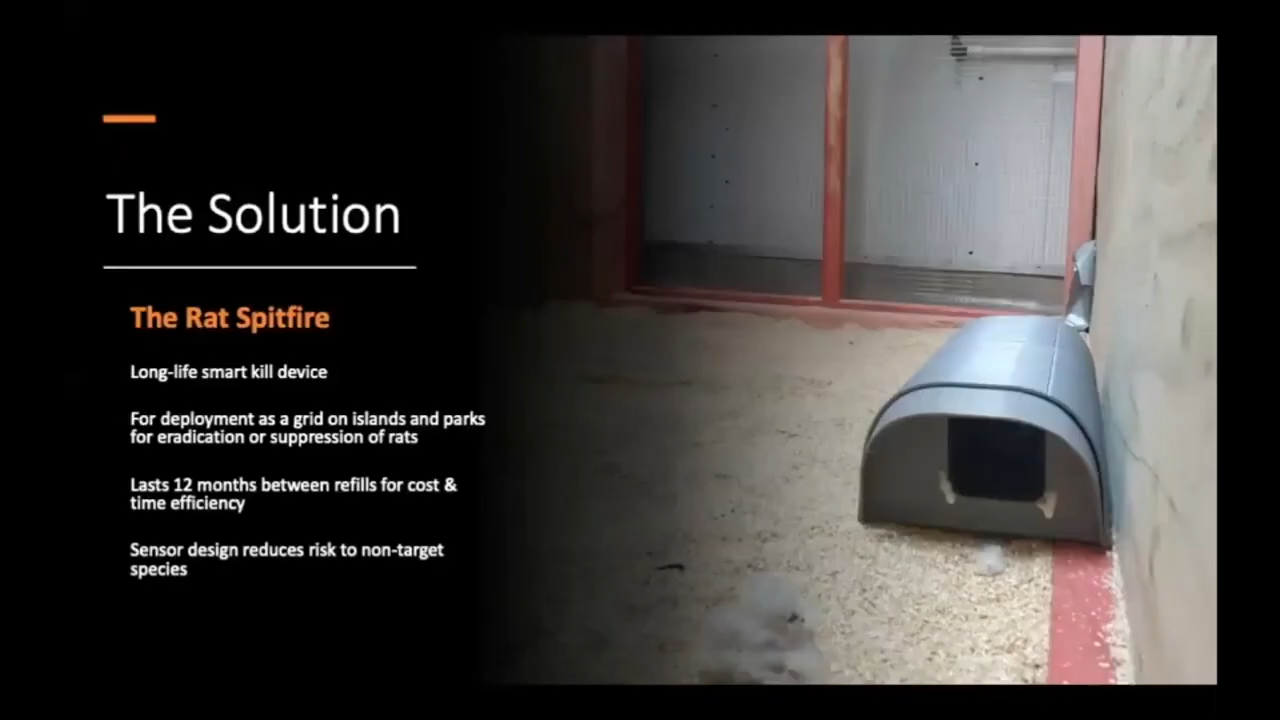 The Solution
The Rat Spitfire
Long-life smart kill device
For deployment as a grid on islands and parks
for eradication or suppression of rats
Lasts 12 months between refills for cost &
time efficiency
Sensor design reduces risk to non-target
species